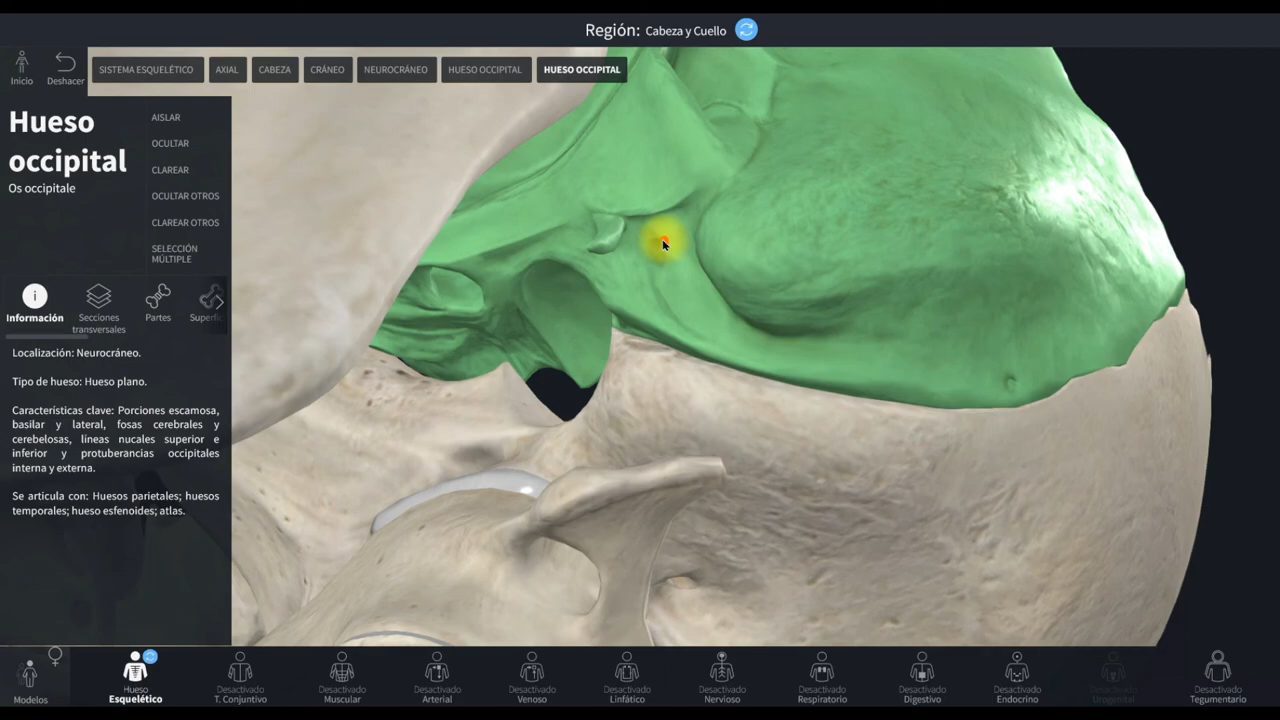 Región: Cabeza y Cuello
Inicio
Deshacer
SISTEMA ESQUELÉTICO
AXIAL
CABEZA
CRÁNEO
NEUROCRÁNEO
HUESO OCCIPITAL
HUESO OCCIPITAL
Hueso
occipital
Os occipitale
AISLAR
OCULTAR
CLAREAR
OCULTAR OTROS
CLAREAR OTROS
SELECCIÓN
MÚLTIPLE
Información
Secciones
transversales
Partes
Localización: Neurocráneo.
Tipo de hueso: Hueso plano.
Características clave: Porciones escamosa,
basilar y lateral, fosas cerebrales y
cerebelosas, líneas nucales superior e
inferior y protuberancias occipitales
interna y externa.
Se articula con: Huesos parietales; huesos
temporales; hueso esfenoides; atlas.
Modelos
Hueso
Esquelético
Desactivado
T. Conjuntivo
Desactivado
Muscular
Desactivado
Arterial
Desactivado
Venoso
Desactivado
Linfático
Desactivado
Nervioso
Desactivado
Respiratorio
Desactivado
Digestivo
Desactivado
Endocrino
Desactivado
Urogenital
Desactivado
Tegumentario